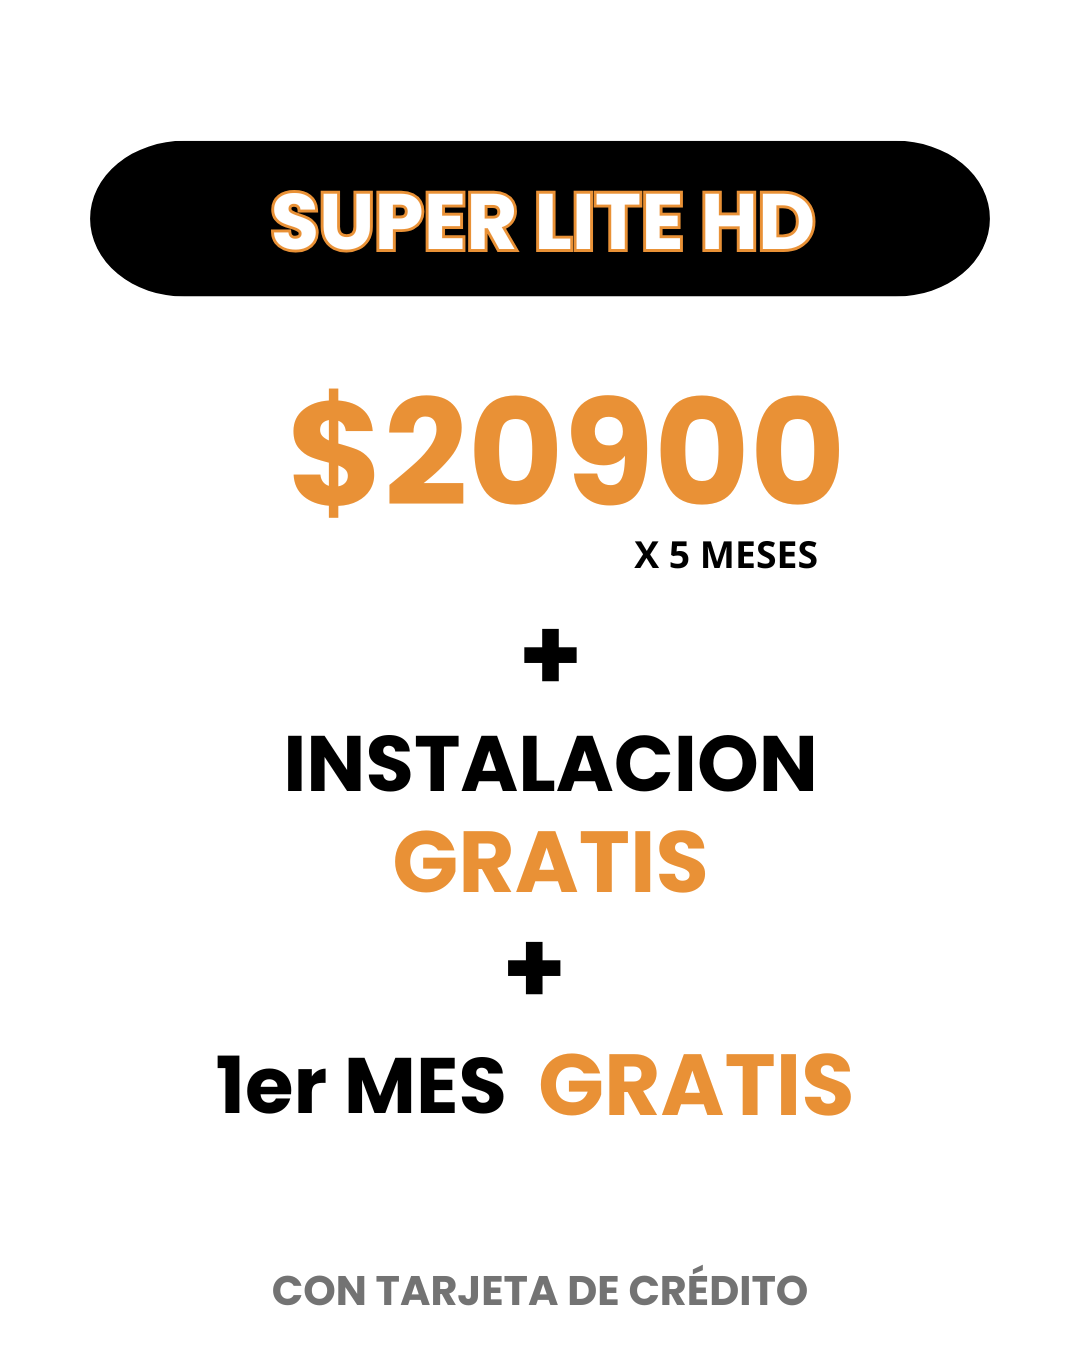 SUPER LITE HD
$20900
X 5 MESES
+
INSTALACION
GRATIS
+
1er MES GRATIS
CON TARJETA DE CRÉDITO